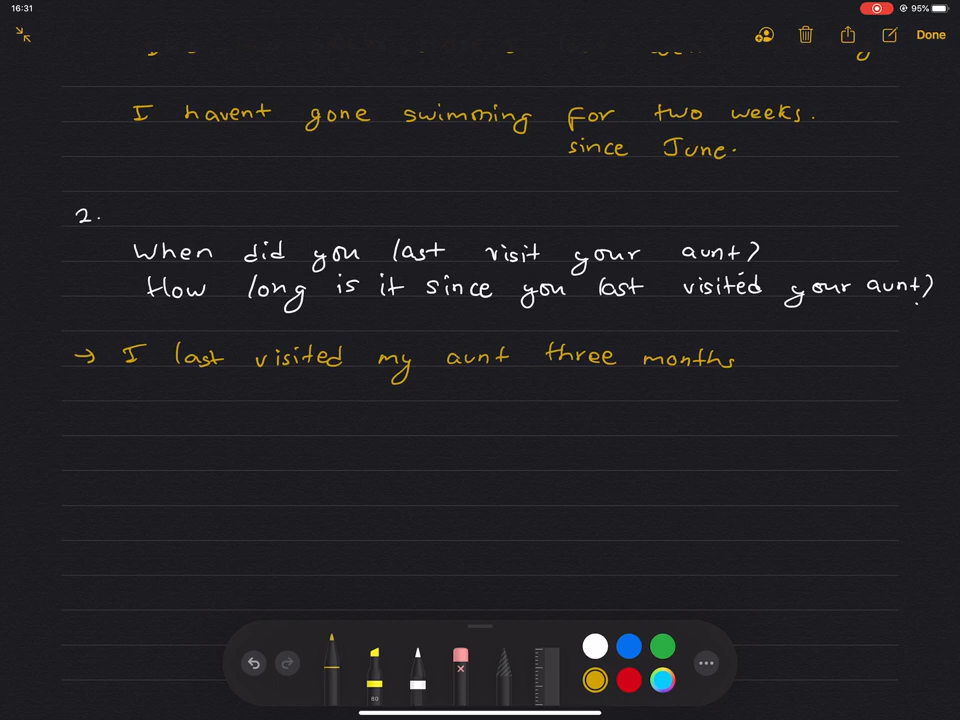 16:31
95%
Done
I havent gone swimming for two weeks.
since June.
2.
When did you last visit your aunt?
How long is it since you last visited your aunt?
→ I last visited my aunt three months
80